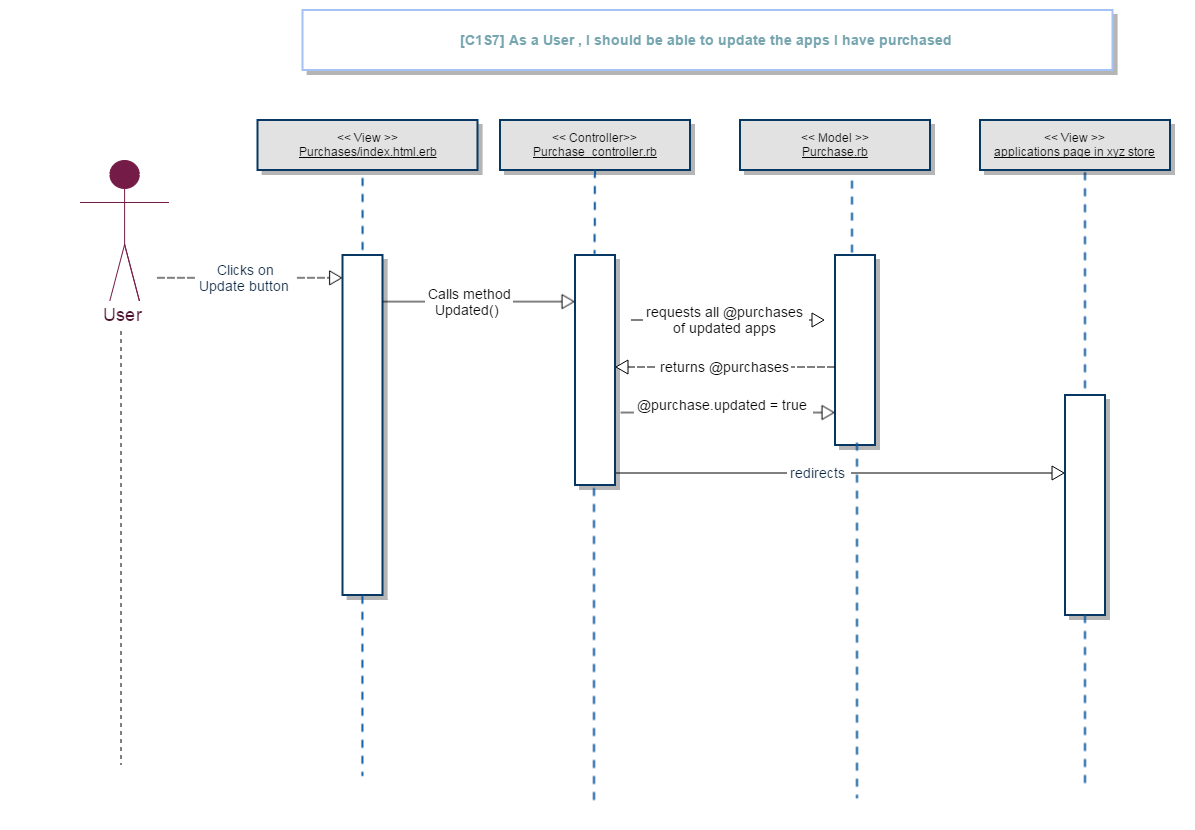 [C1S7] As a User , I should be able to update the apps I have purchased
<< View >>
Purchases/index.html.erb
<< Controller>>
Purchase_controller.rb
<< Model >>
Purchase.rb
<< View >>
applications page in xyz store
User
Clicks on
Update button
Calls method
Updated()
requests all @purchases
of updated apps
returns @purchases
@purchase.updated = true
redirects